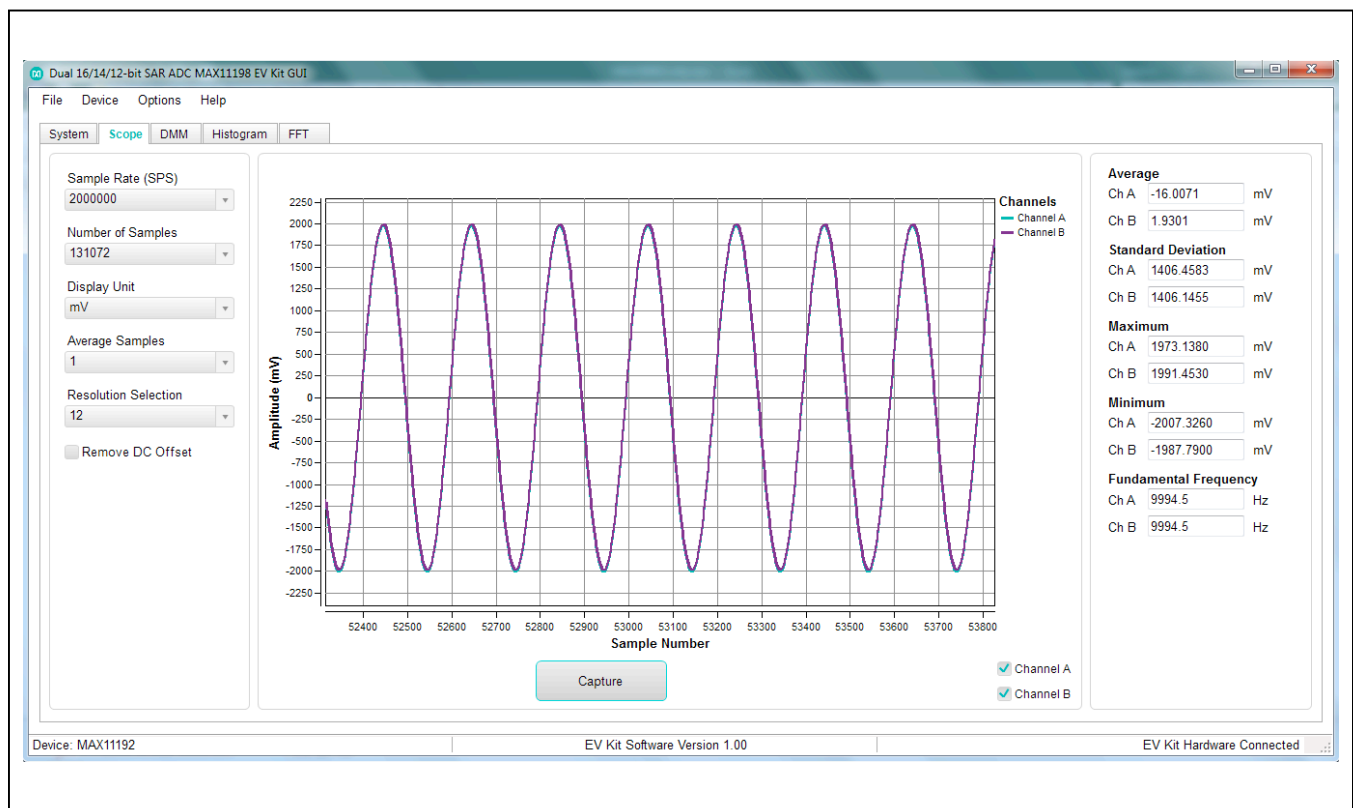 Dual 16/14/12-bit SAR ADC MAX11198 EV Kit GUI
File Device Options Help
System Scope DMM Histogram FFT
Sample Rate (SPS)
2000000
Number of Samples
131072
Display Unit
mV
Average Samples
1
Resolution Selection
12
Remove DC Offset
Amplitude (mV)
2250
2000
1750
1500
1250
1000
750
500
250
0
-250
-500
-750
-1000
-1250
-1500
-1750
-2000
-2250
52400 52500 52600 52700 52800 52900 53000 53100 53200 53300 53400 53500 53600 53700 53800
Sample Number
Channels
Channel A
Channel B
Capture
Channel A
Channel B
Average
Ch A -16.0071 mV
Ch B 1.9301 mV
Standard Deviation
Ch A 1406.4583 mV
Ch B 1406.1455 mV
Maximum
Ch A 1973.1380 mV
Ch B 1991.4530 mV
Minimum
Ch A -2007.3260 mV
Ch B -1987.7900 mV
Fundamental Frequency
Ch A 9994.5 Hz
Ch B 9994.5 Hz
Device: MAX11192 EV Kit Software Version 1.00 EV Kit Hardware Connected